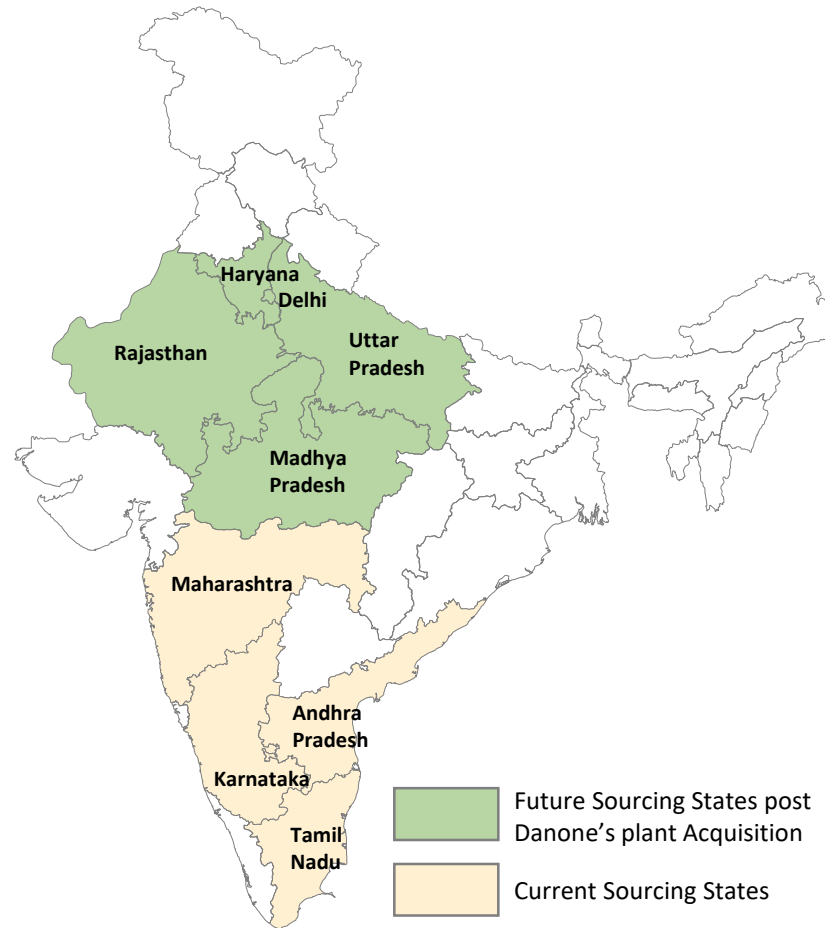 Haryana
Delhi
Rajasthan
Uttar
Pradesh
Madhya
Pradesh
Maharashtra
Andhra
Pradesh
Karnataka
Tamil
Nadu
Future Sourcing States post
Danone’s plant Acquisition
Current Sourcing States